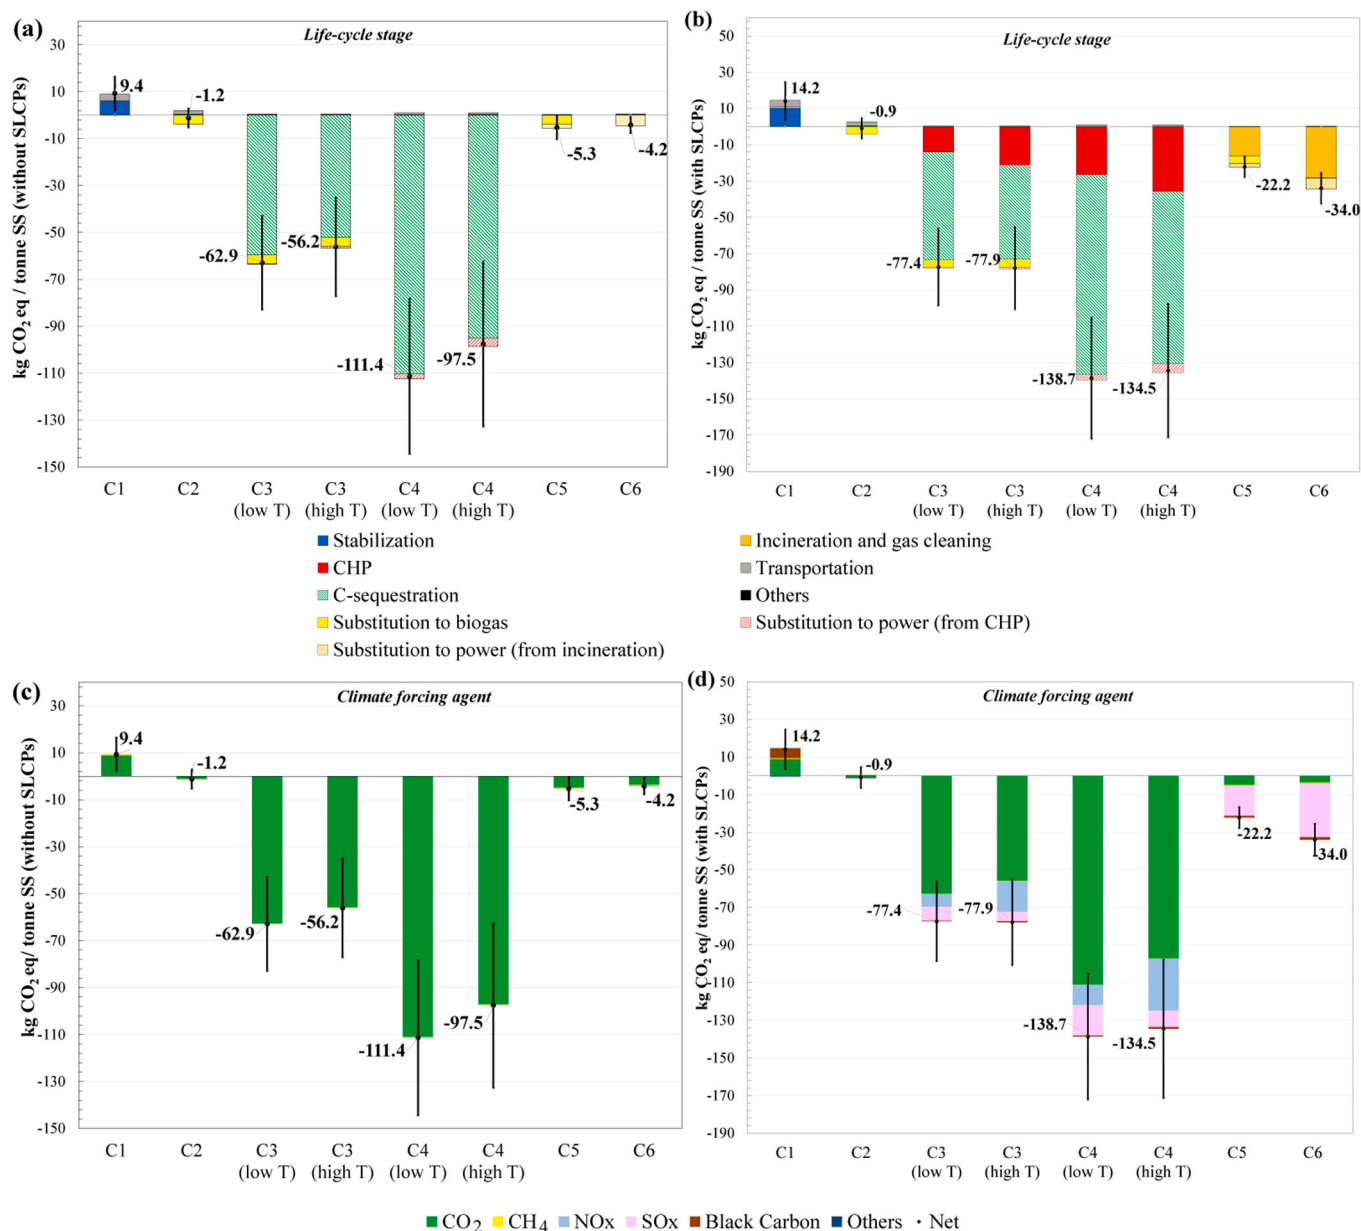 (a)
Life-cycle stage
kg CO₂ eq / tonne SS (without SLCPs)
30
10
-10
-30
-50
-70
-90
-110
-130
-150
9.4
-1.2
-62.9
-56.2
-111.4
-97.5
-5.3
-4.2
C1 C2 C3 C3 C4 C4 C5 C6
(low T) (high T) (low T) (high T)
(b)
Life-cycle stage
kg CO₂ eq / tonne SS (with SLCPs)
50
30
10
-10
-30
-50
-70
-90
-110
-130
-150
-170
-190
14.2
-0.9
-77.4
-77.9
-138.7
-134.5
-22.2
-34.0
C1 C2 C3 C3 C4 C4 C5 C6
(low T) (high T) (low T) (high T)
Stabilization
CHP
C-sequestration
Substitution to biogas
Substitution to power (from incineration)
Incineration and gas cleaning
Transportation
Others
Substitution to power (from CHP)
(c)
Climate forcing agent
kg CO₂ eq/ tonne SS (without SLCPs)
30
10
-10
-30
-50
-70
-90
-110
-130
-150
9.4
-1.2
-62.9
-56.2
-111.4
-97.5
-5.3
-4.2
C1 C2 C3 C3 C4 C4 C5 C6
(low T) (high T) (low T) (high T)
(d)
Climate forcing agent
kg CO₂ eq/ tonne SS (with SLCPs)
50
30
10
-10
-30
-50
-70
-90
-110
-130
-150
-170
-190
14.2
-0.9
-77.4
-77.9
-138.7
-134.5
-22.2
-34.0
C1 C2 C3 C3 C4 C4 C5 C6
(low T) (high T) (low T) (high T)
CO₂ CH₄ NOx SOx Black Carbon Others Net